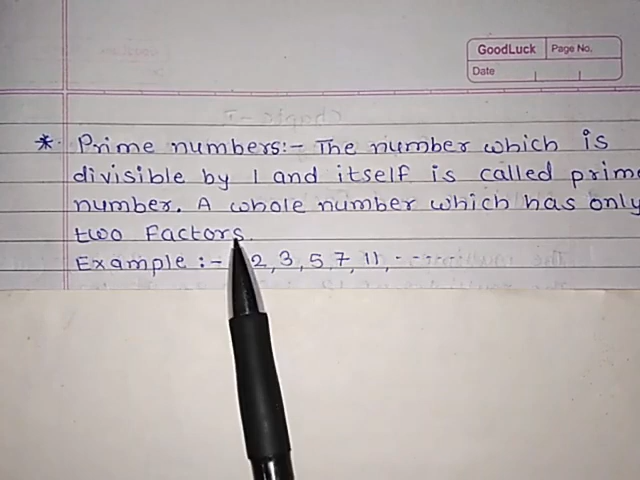 GoodLuck Page No.
Date
* Prime numbers:- The number which is
divisible by 1 and itself is called prime
number. A whole number which has only
two Factors.
Example :- 2, 3, 5, 7, 11, - - - - - -